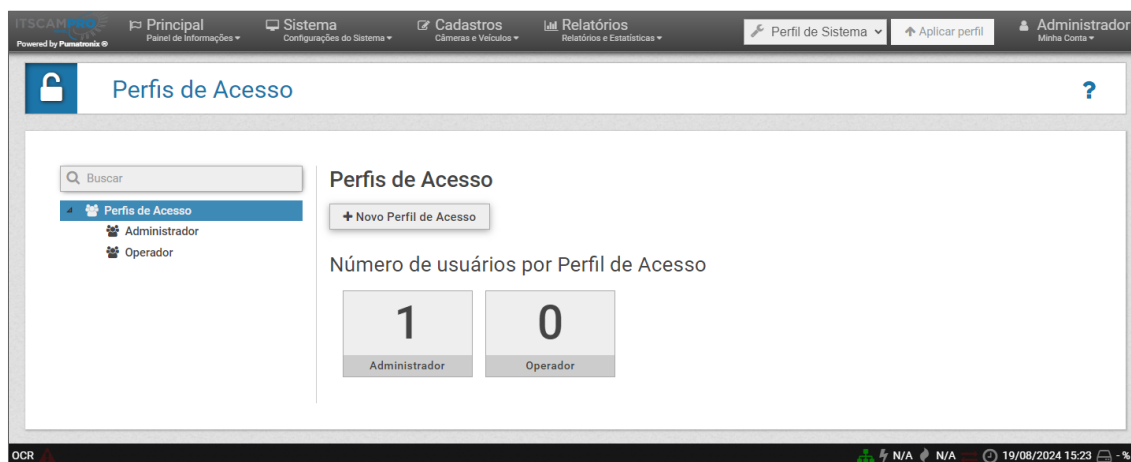 ITSCAMPRO
Powered by Pumatronix ®
Principal
Painel de Informações
Sistema
Configurações do Sistema
Cadastros
Câmeras e Veículos
Relatórios
Relatórios e Estatísticas
Perfil de Sistema
Aplicar perfil
Administrador
Minha Conta
Perfis de Acesso
?
Buscar
Perfis de Acesso
Administrador
Operador
Perfis de Acesso
+ Novo Perfil de Acesso
Número de usuários por Perfil de Acesso
1
Administrador
0
Operador
OCR
N/A N/A 19/08/2024 15:23 - %